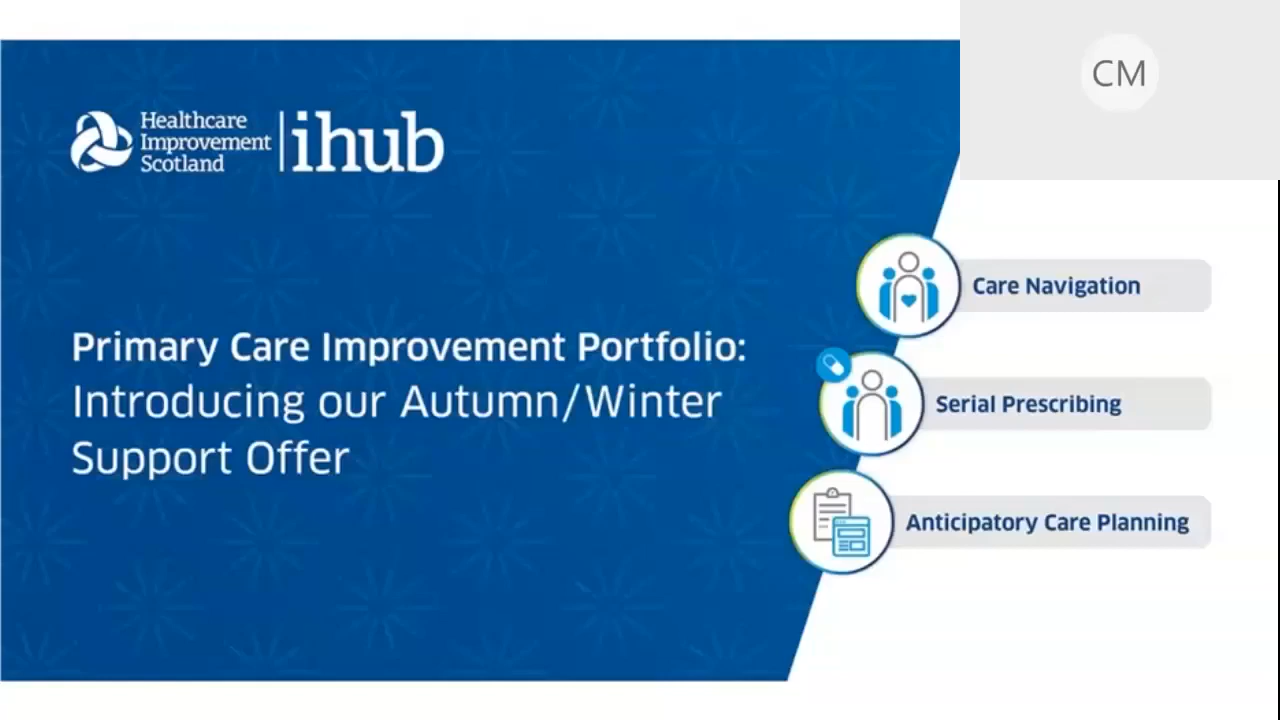 CM
Healthcare
Improvement
Scotland
ihub
Primary Care Improvement Portfolio:
Introducing our Autumn/Winter
Support Offer
Care Navigation
Serial Prescribing
Anticipatory Care Planning